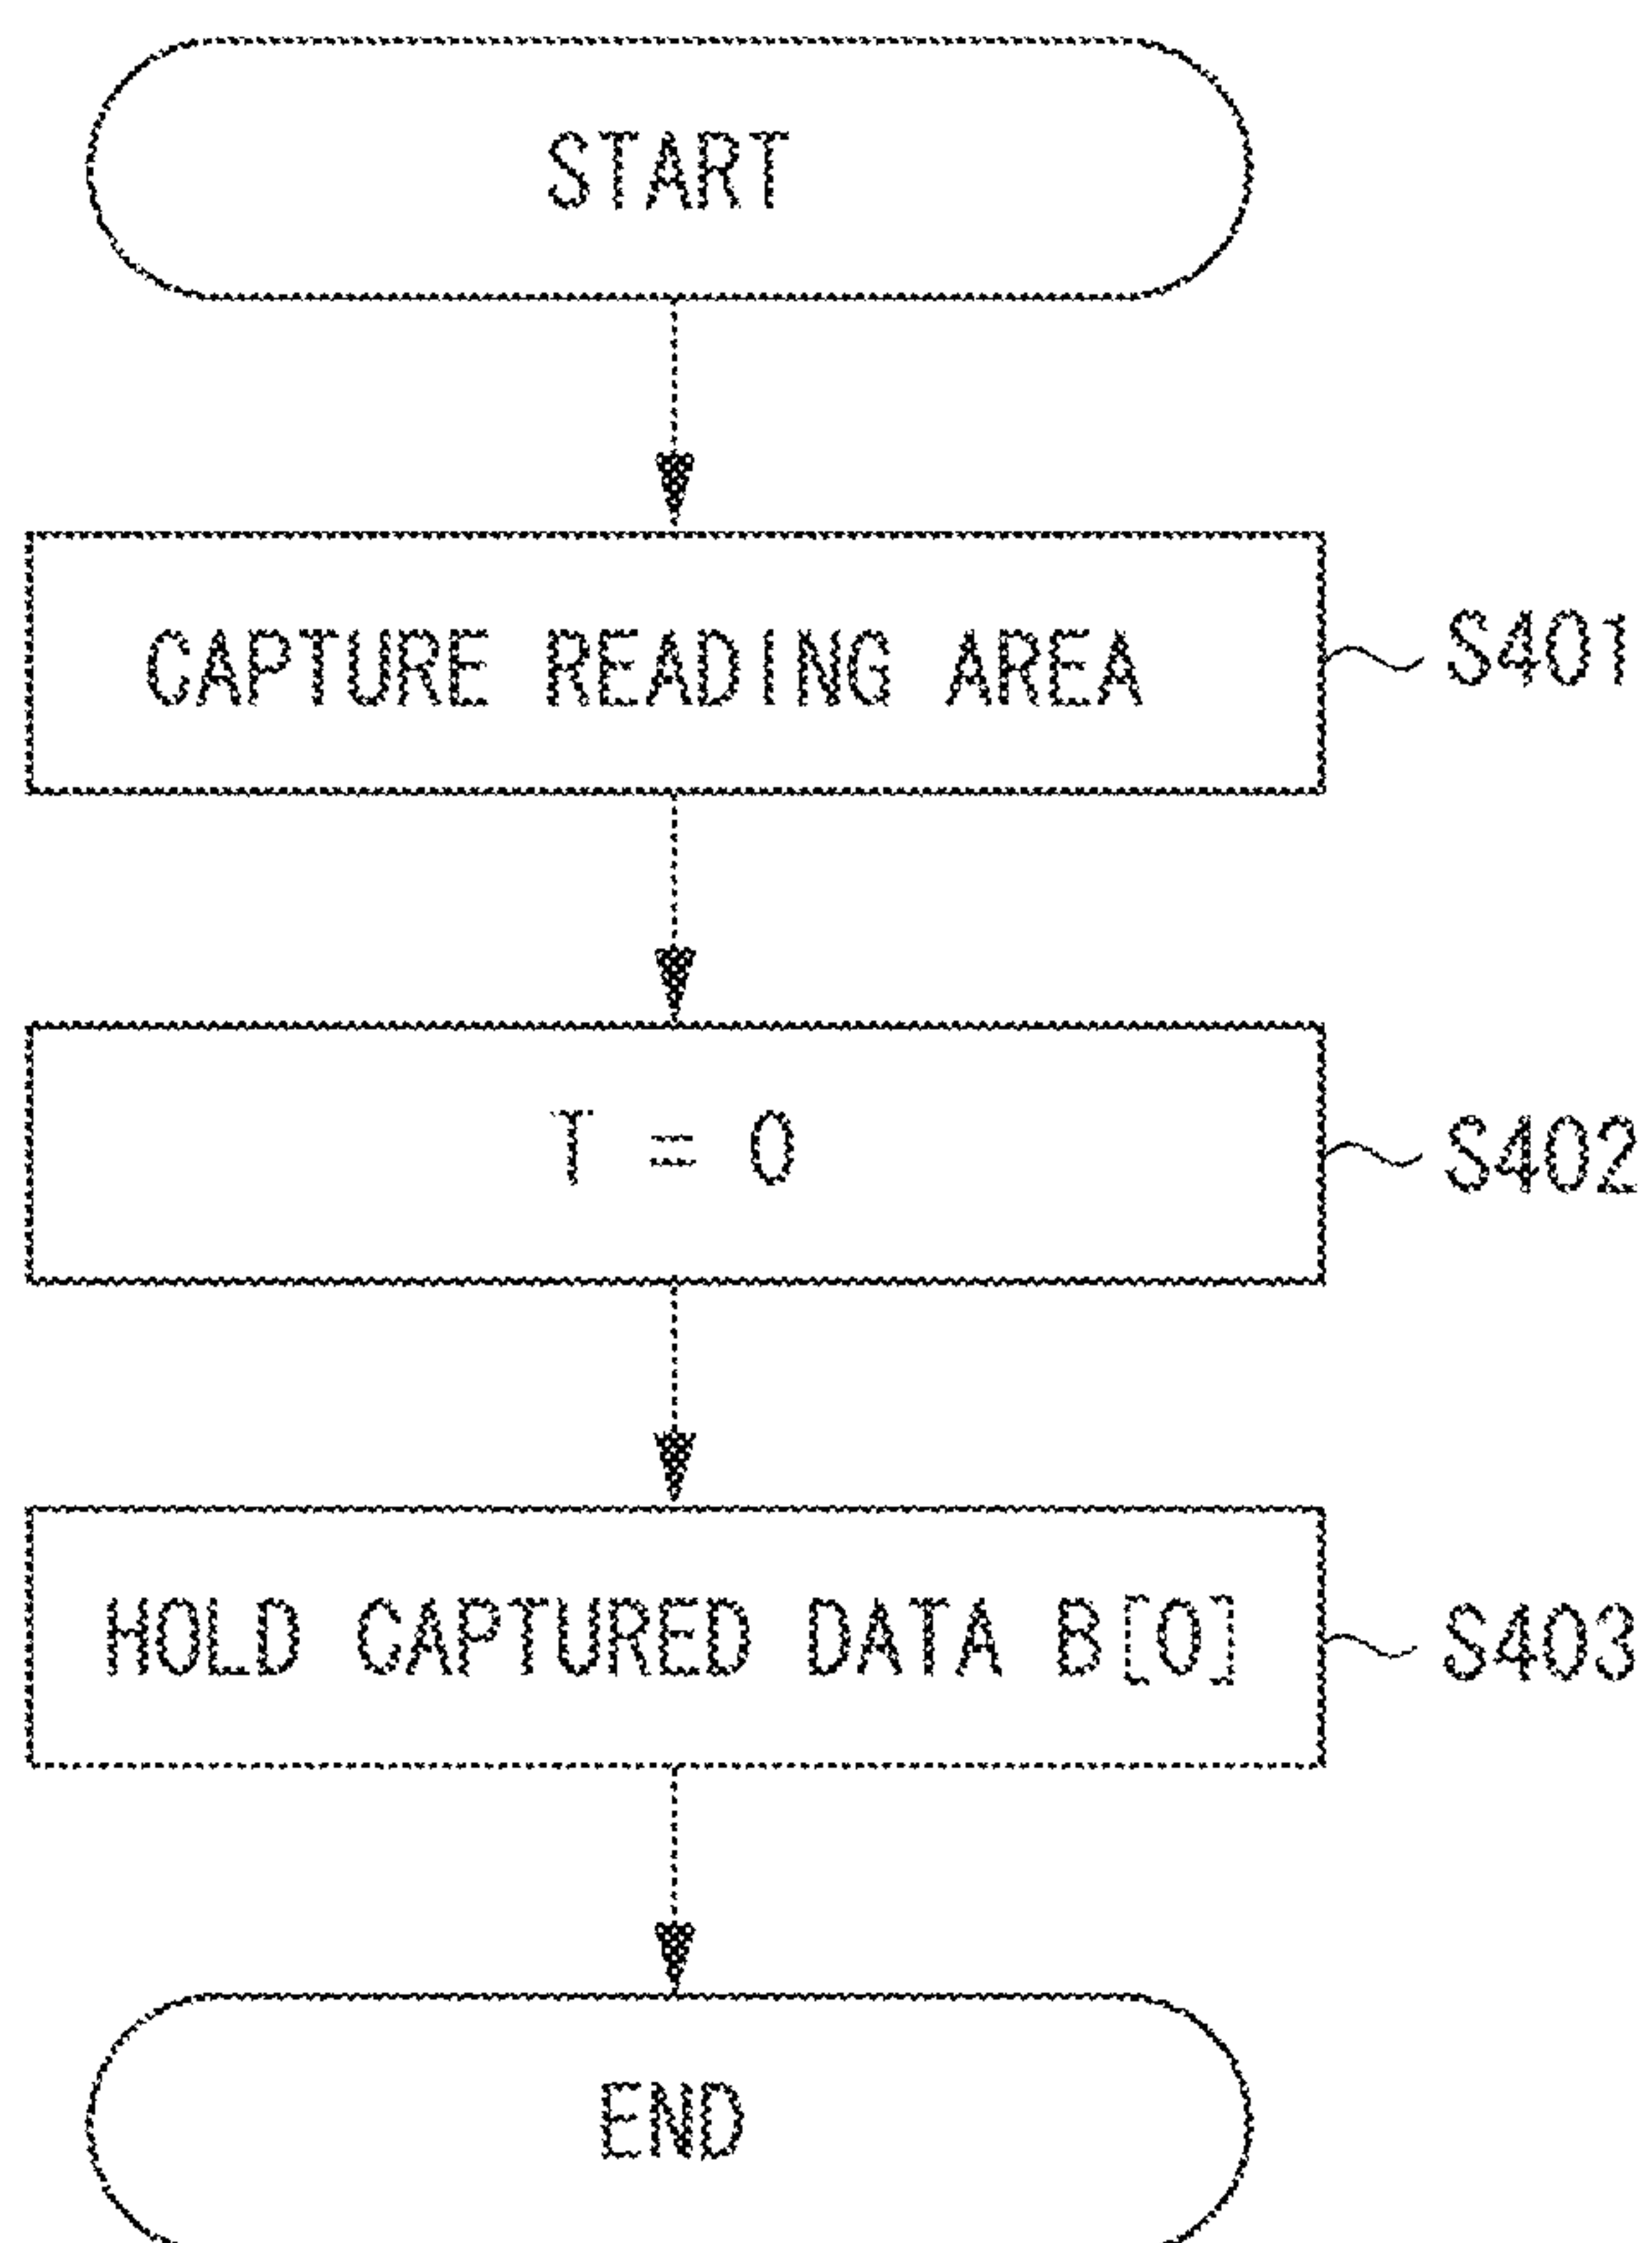 START
CAPTURE READING AREA
S401
T = 0
S402
HOLD CAPTURED DATA B[0]
S403
END